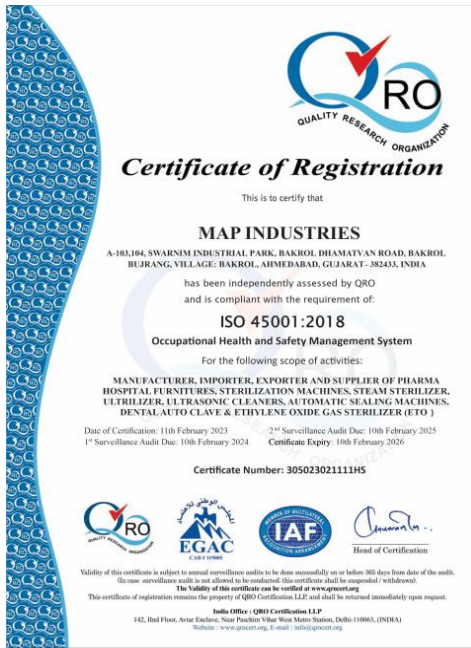 QRO
QUALITY RESEARCH ORGANIZATION
Certificate of Registration
This is to certify that
MAP INDUSTRIES
A-103,104, SWARNIM INDUSTRIAL PARK, BAKROL DHAMATVAN ROAD, BAKROL
BUJRANG, VILLAGE: BAKROL, AHMEDABAD, GUJARAT- 382433, INDIA
has been independently assessed by QRO
and is compliant with the requirement of:
ISO 45001:2018
Occupational Health and Safety Management System
For the following scope of activities:
MANUFACTURER, IMPORTER, EXPORTER AND SUPPLIER OF PHARMA
HOSPITAL FURNITURES, STERILIZATION MACHINES, STEAM STERILIZER,
ULTRILIZER, ULTRASONIC CLEANERS, AUTOMATIC SEALING MACHINES,
DENTAL AUTO CLAVE & ETHYLENE OXIDE GAS STERILIZER (ETO )
Date of Certification: 11th February 2023 2nd Surveillance Audit Due: 10th February 2025
1st Surveillance Audit Due: 10th February 2024 Certificate Expiry: 10th February 2026
Certificate Number: 305023021111HS
QRO
QUALITY RESEARCH ORGANIZATION
EGAC
MEMBER OF MULTILATERAL
IAF
RECOGNITION ARRANGEMENT
Head of Certification
Validity of this certificate is subject to annual surveillance audits to be done successfully on or before 365 days from date of the audit.
(In case surveillance audit is not allowed to be conducted: this certificate shall be suspended / withdrawn).
The Validity of this certificate can be verified at www.qrocert.org
This certificate of registration remains the property of QRO Certification LLP, and shall be returned immediately upon request.
India Office : QRO Certification LLP
142, IInd Floor, Avtar Enclave, Near Paschim Vihar West Metro Station, Delhi-110063, (INDIA)
Website : www.qrocert.org, E-mail : info@qrocert.org